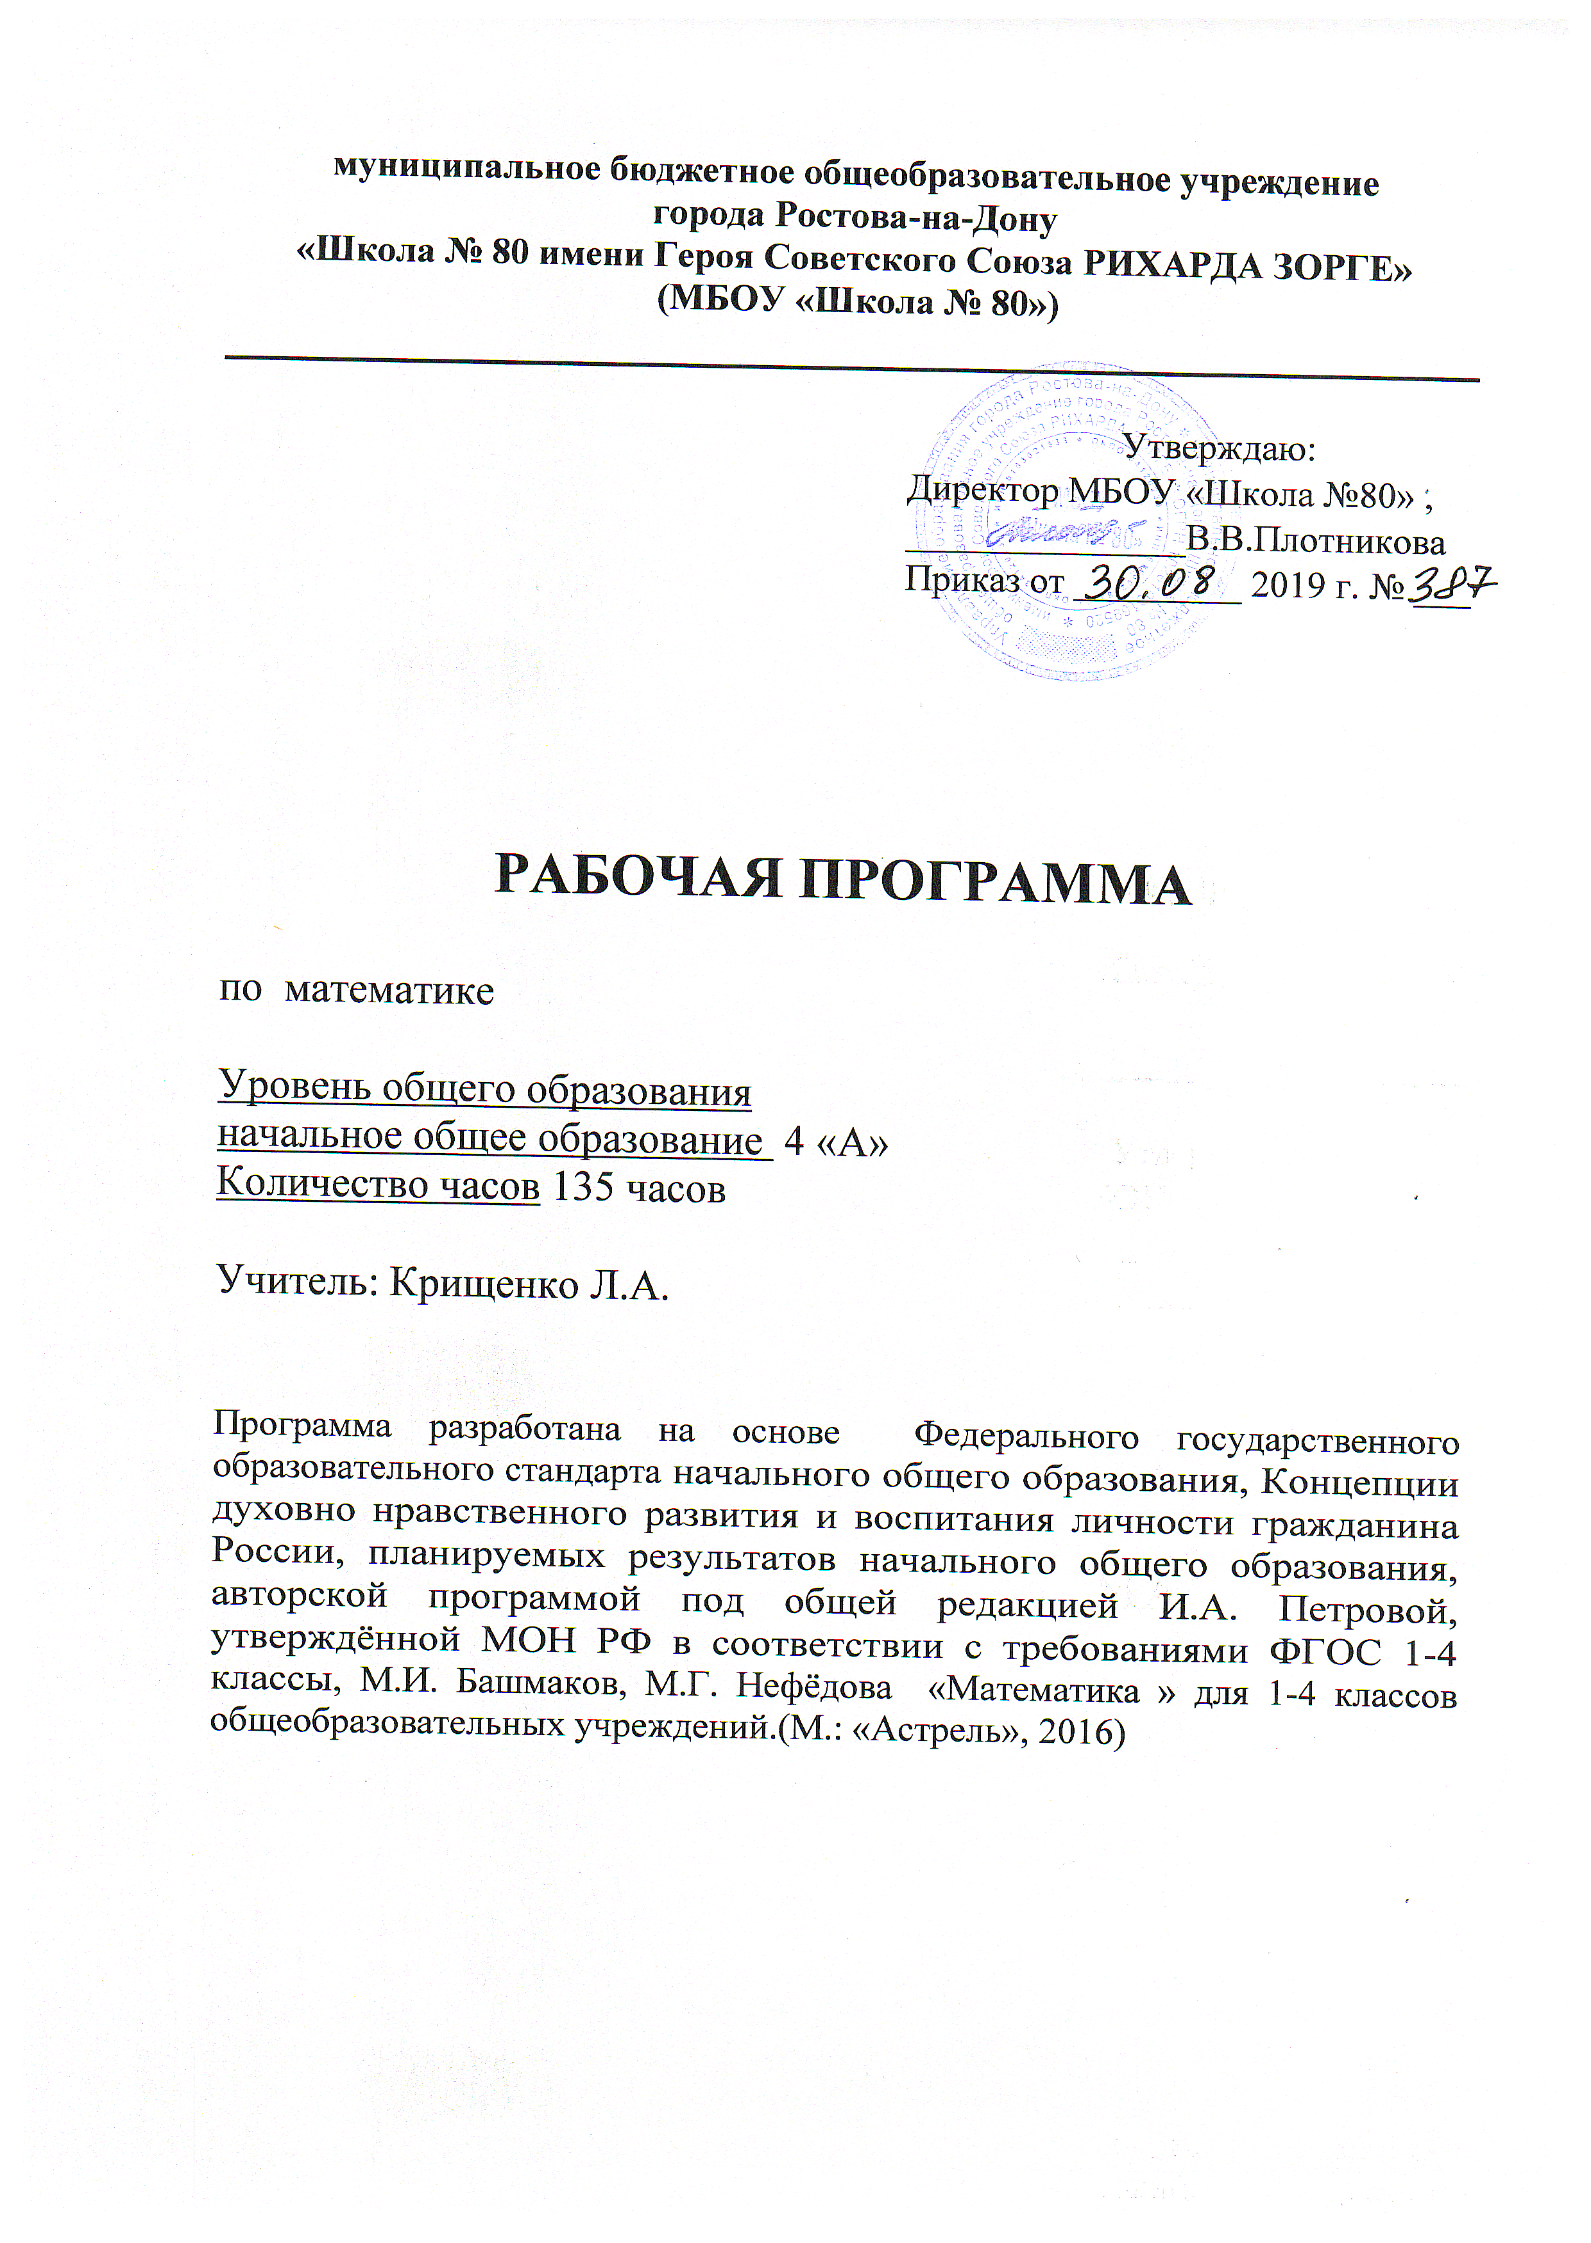 муниципальное бюджетное общеобразовательное учреждение
города Ростова-на-Дону
«Школа № 80 имени Героя Советского Союза РИХАРДА ЗОРГЕ»
(МБОУ «Школа № 80»)
Утверждаю:
Директор МБОУ «Школа №80» ;
В.В.Плотникова
Приказ от 30.08 2019 г. № 387
РАБОЧАЯ ПРОГРАММА
по математике
Уровень общего образования
начальное общее образование 4 «А»
Количество часов 135 часов
Учитель: Крищенко Л.А.
Программа разработана на основе Федерального государственного
образовательного стандарта начального общего образования, Концепции
духовно нравственного развития и воспитания личности гражданина
России, планируемых результатов начального общего образования,
авторской программой под общей редакцией И.А. Петровой,
утверждённой МОН РФ в соответствии с требованиями ФГОС 1-4
классы, М.И. Башмаков, М.Г. Нефёдова «Математика » для 1-4 классов
общеобразовательных учреждений.(М.: «Астрель», 2016)